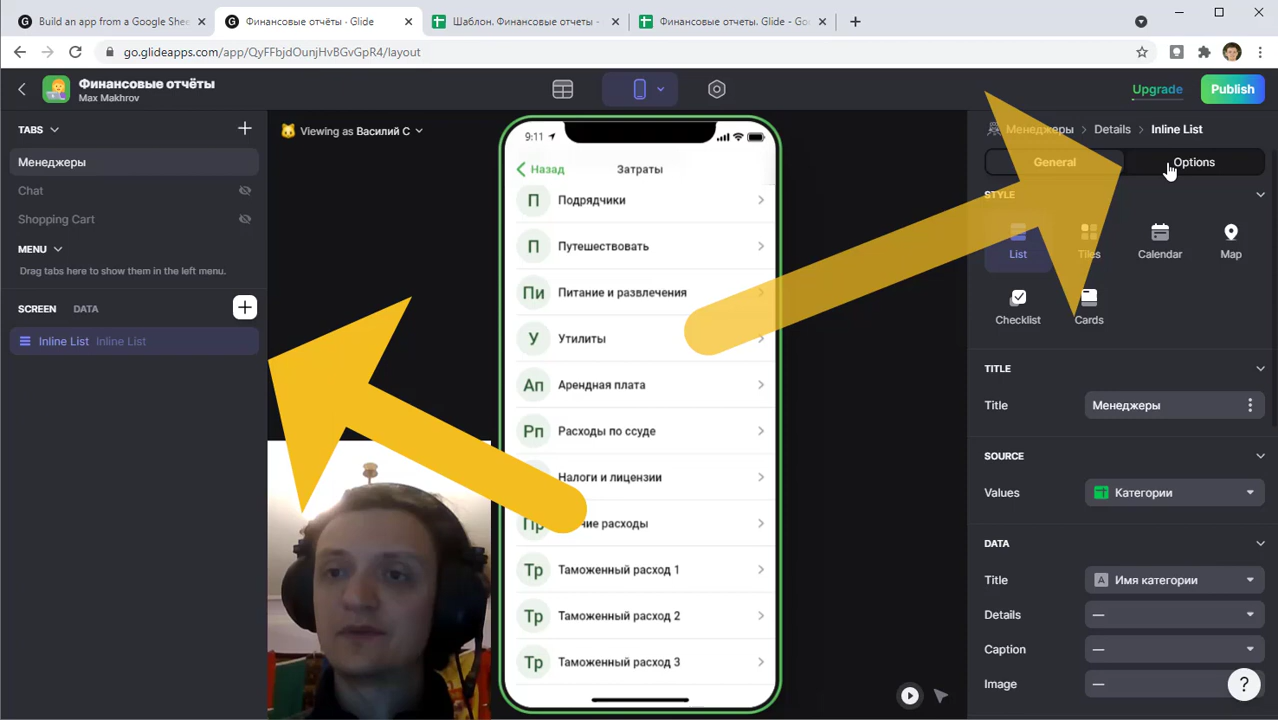 Build an app from a Google Shee
Финансовые отчёты · Glide
Шаблон. Финансовые отчеты -
Финансовые отчеты. Glide - Goo
go.glideapps.com/app/QyFFbjdOunjHvBGvGpR4/layout
Финансовые отчёты
Max Makhrov
Upgrade
Publish
TABS
Менеджеры
Chat
Shopping Cart
MENU
Drag tabs here to show them in the left menu.
SCREEN DATA
Inline List Inline List
Viewing as Василий С
9:11
Назад Затраты
П Подрядчики
П Путешествовать
Пи Питание и развлечения
У Утилиты
Ап Арендная плата
Рп Расходы по ссуде
Налоги и лицензии
Пр расходы
Тр Таможенный расход 1
Тр Таможенный расход 2
Тр Таможенный расход 3
Менеджеры > Details > Inline List
General Options
STYLE
List Tiles Calendar Map
Checklist Cards
TITLE
Title Менеджеры
SOURCE
Values Категории
DATA
Title A Имя категории
Details —
Caption —
Image —
?